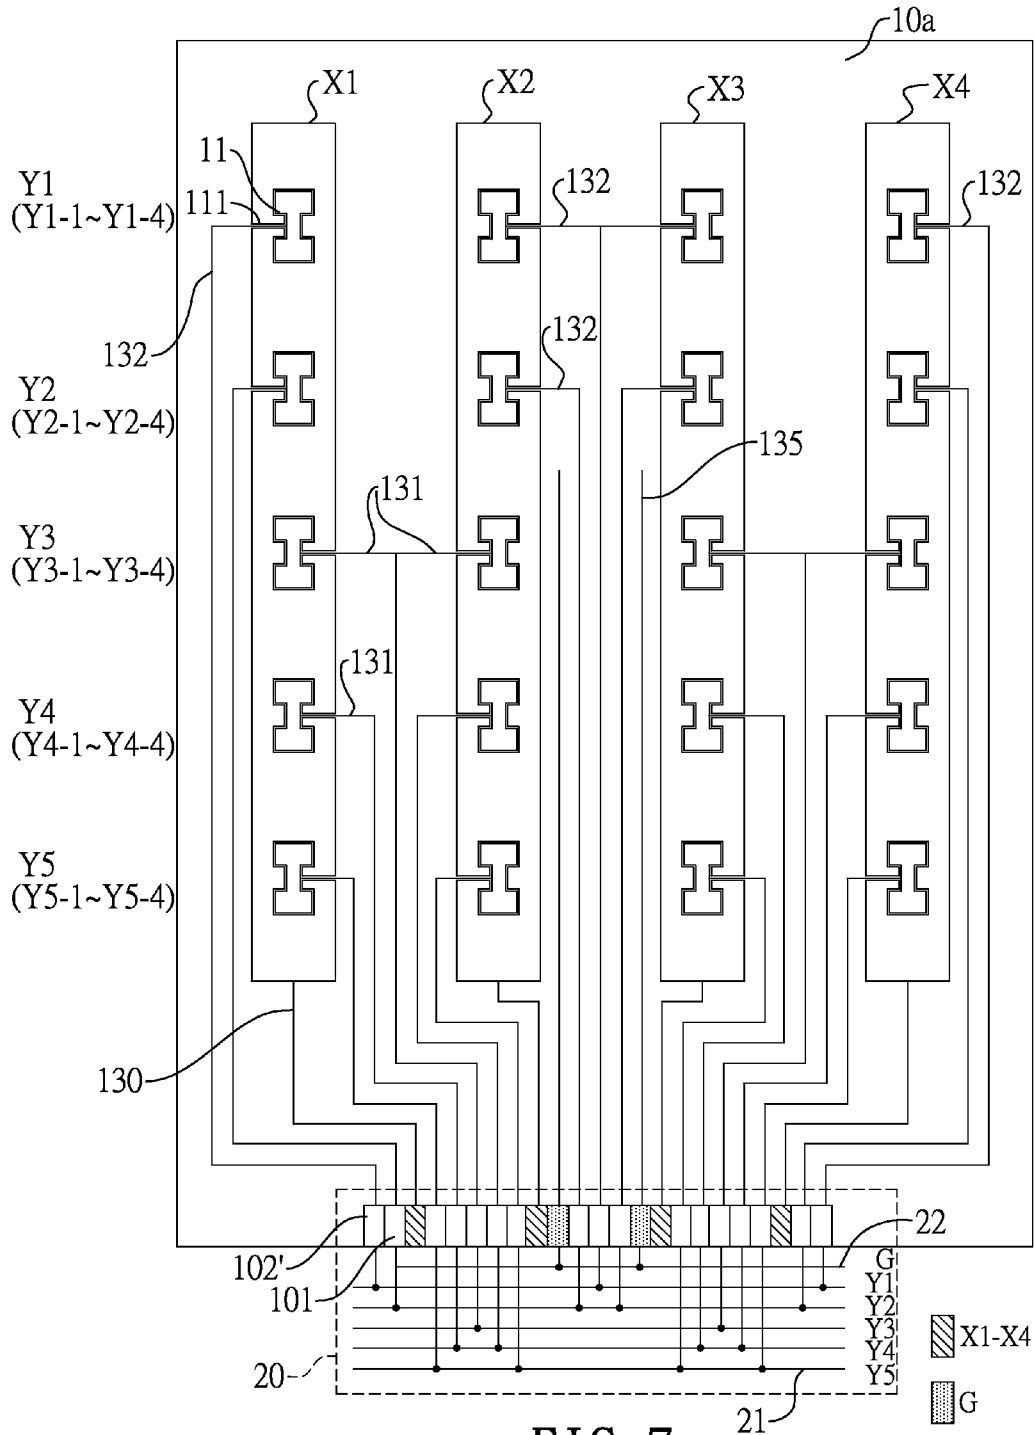 10a
X1
X2
X3
X4
11
111
132
132
Y1
(Y1-1~Y1-4)
132
132
Y2
(Y2-1~Y2-4)
135
131
Y3
(Y3-1~Y3-4)
131
Y4
(Y4-1~Y4-4)
Y5
(Y5-1~Y5-4)
130
102'
101
22
G
Y1
Y2
Y3
Y4
Y5
20
21
X1-X4
G
FIG. 7